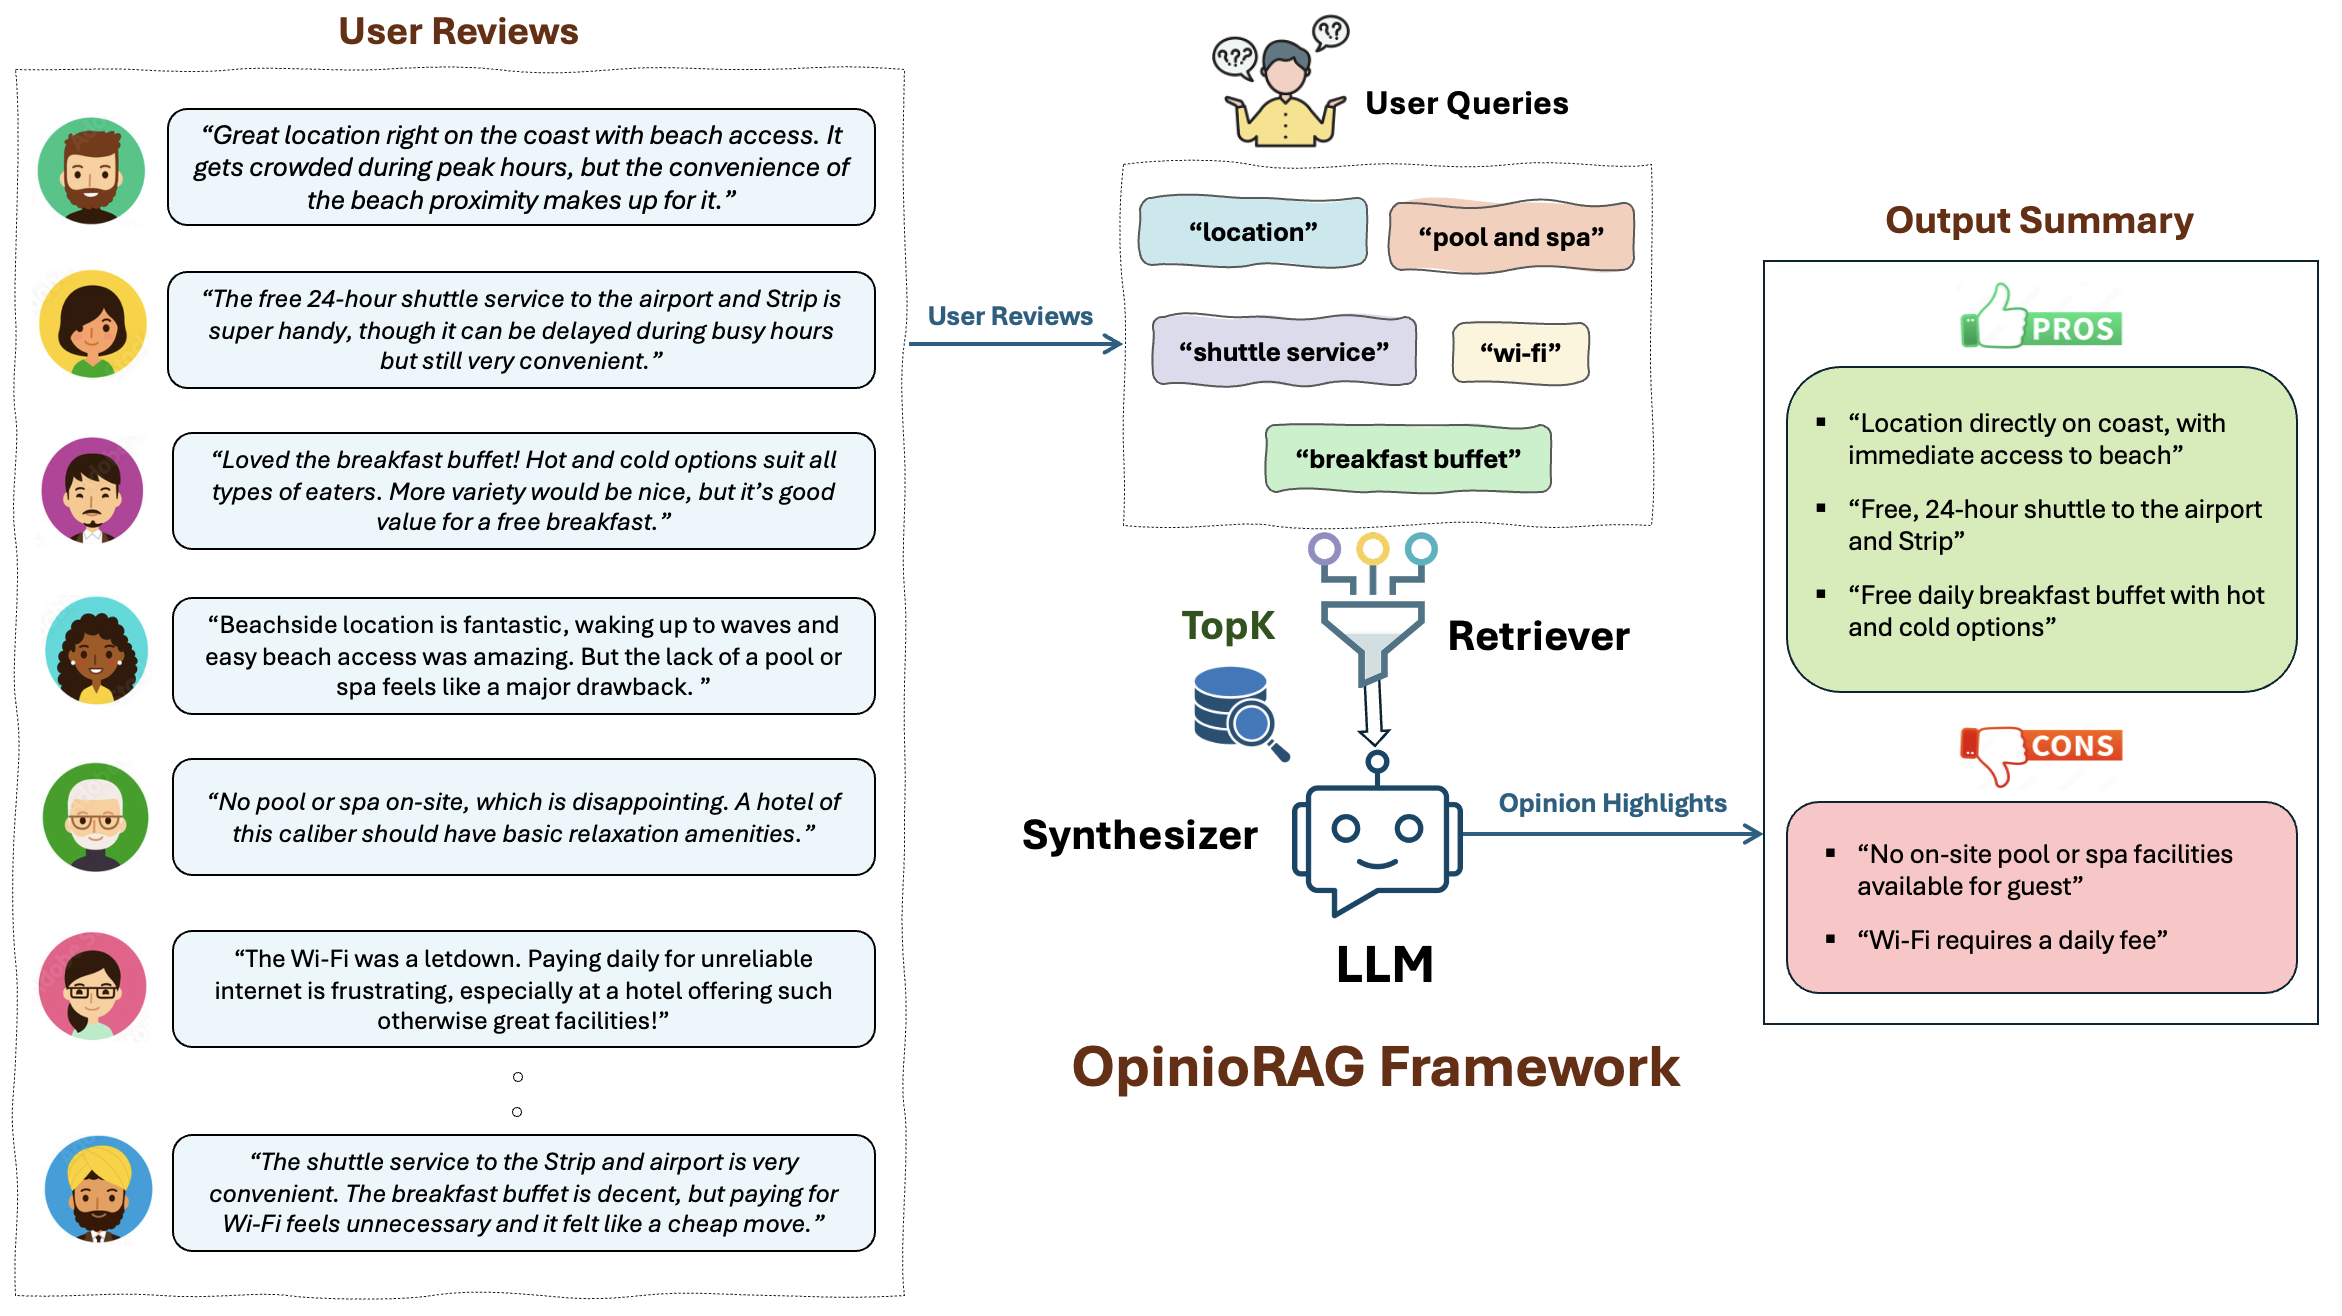 User Reviews
“Great location right on the coast with beach access. It
gets crowded during peak hours, but the convenience of
the beach proximity makes up for it.”
“The free 24-hour shuttle service to the airport and Strip is
super handy, though it can be delayed during busy hours
but still very convenient.”
“Loved the breakfast buffet! Hot and cold options suit all
types of eaters. More variety would be nice, but it’s good
value for a free breakfast.”
“Beachside location is fantastic, waking up to waves and
easy beach access was amazing. But the lack of a pool or
spa feels like a major drawback. ”
“No pool or spa on-site, which is disappointing. A hotel of
this caliber should have basic relaxation amenities.”
“The Wi-Fi was a letdown. Paying daily for unreliable
internet is frustrating, especially at a hotel offering such
otherwise great facilities!”
“The shuttle service to the Strip and airport is very
convenient. The breakfast buffet is decent, but paying for
Wi-Fi feels unnecessary and it felt like a cheap move.”
User Reviews
???
??
User Queries
“location”
“pool and spa”
“shuttle service”
“wi-fi”
“breakfast buffet”
TopK
Retriever
Synthesizer
LLM
OpinioRAG Framework
Opinion Highlights
Output Summary
PROS
▪ “Location directly on coast, with
immediate access to beach”
▪ “Free, 24-hour shuttle to the airport
and Strip”
▪ “Free daily breakfast buffet with hot
and cold options”
CONS
▪ “No on-site pool or spa facilities
available for guest”
▪ “Wi-Fi requires a daily fee”